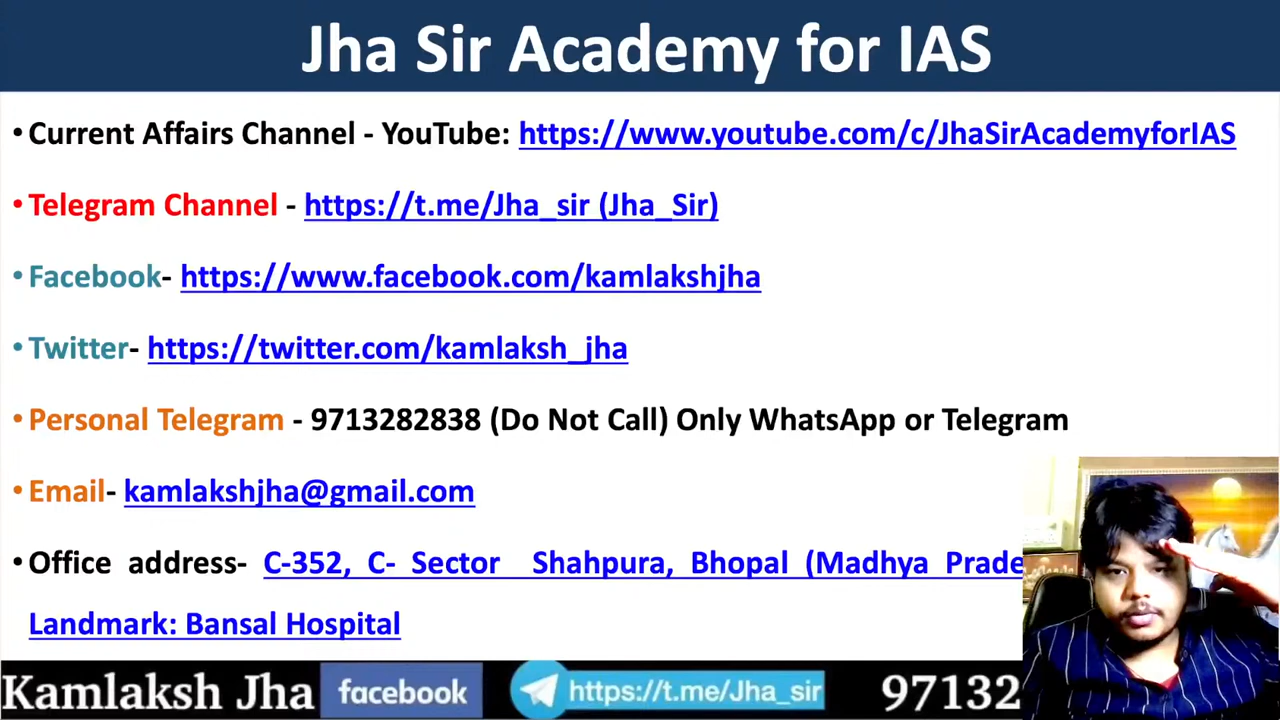 Jha Sir Academy for IAS
• Current Affairs Channel - YouTube: https://www.youtube.com/c/JhaSirAcademyforIAS
• Telegram Channel - https://t.me/Jha_sir (Jha_Sir)
• Facebook- https://www.facebook.com/kamlakshjha
• Twitter- https://twitter.com/kamlaksh_jha
• Personal Telegram - 9713282838 (Do Not Call) Only WhatsApp or Telegram
• Email- kamlakshjha@gmail.com
• Office address- C-352, C- Sector Shahpura, Bhopal (Madhya Prade
Landmark: Bansal Hospital
Kamlaksh Jha facebook https://t.me/Jha_sir 97132